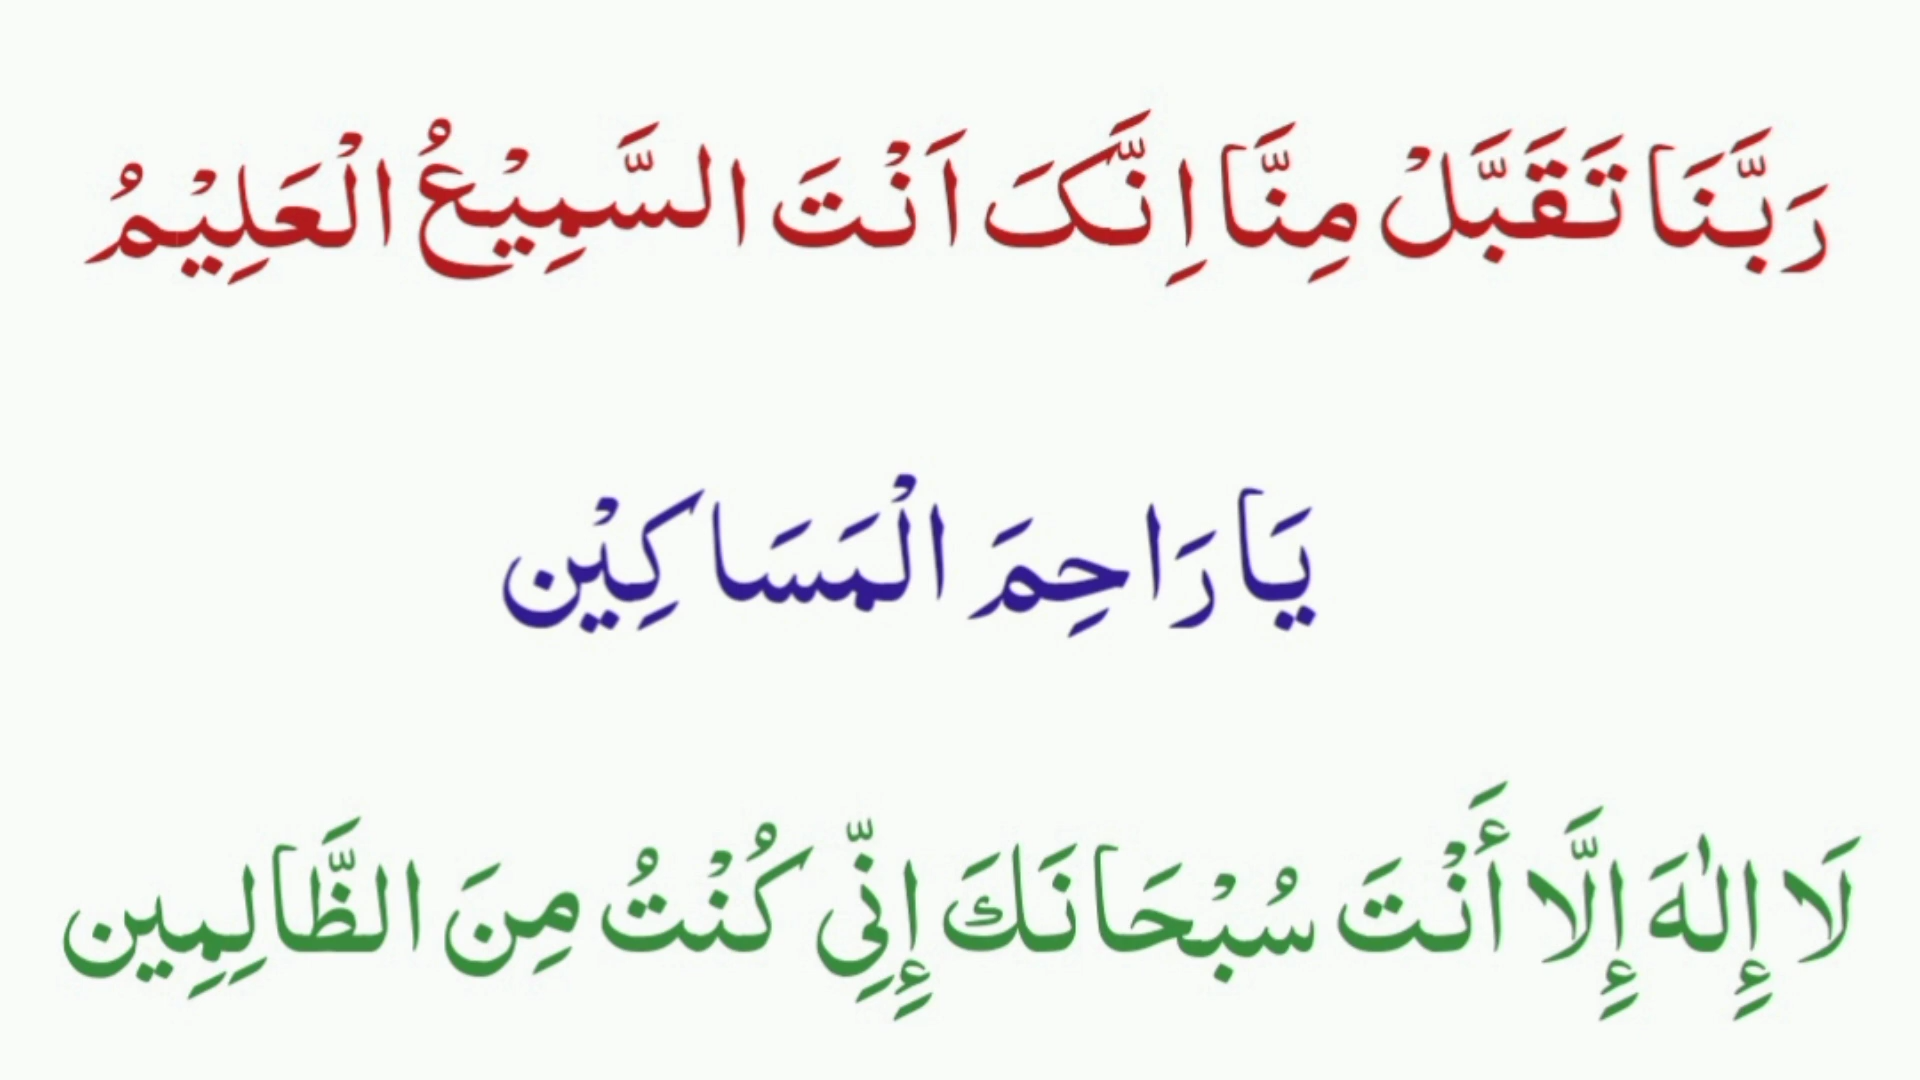 رَبَّنَا تَقَبَّلْ مِنَّا اِنَّکَ اَنْتَ السَّمِیْعُ الْعَلِیْمُ
یَا رَاحِمَ الْمَسَاکِیْن
لَا إِلٰهَ إِلَّا أَنْتَ سُبْحَانَكَ إِنِّي كُنْتُ مِنَ الظَّالِمِين